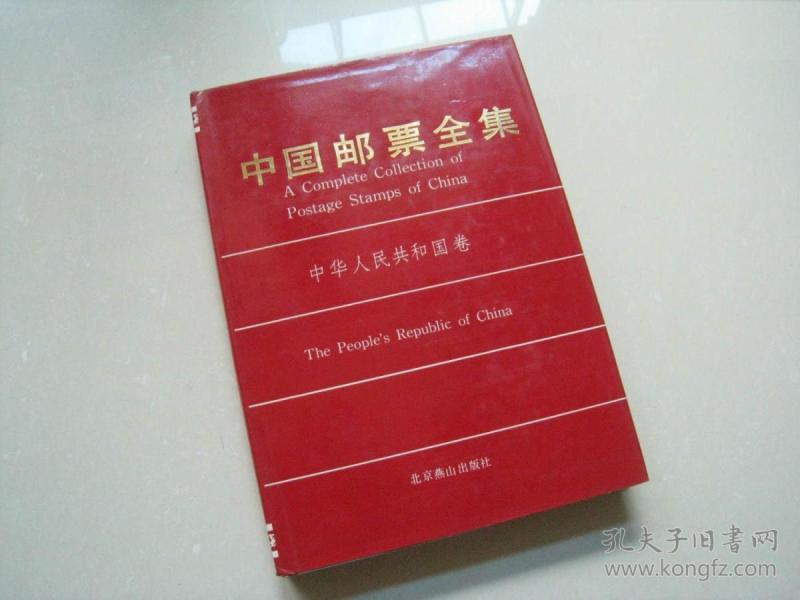 中国邮票全集
A Complete Collection of
Postage Stamps of China
中华人民共和国卷
The People's Republic of China
北京燕山出版社
孔夫子旧書网
www.kongfz.com